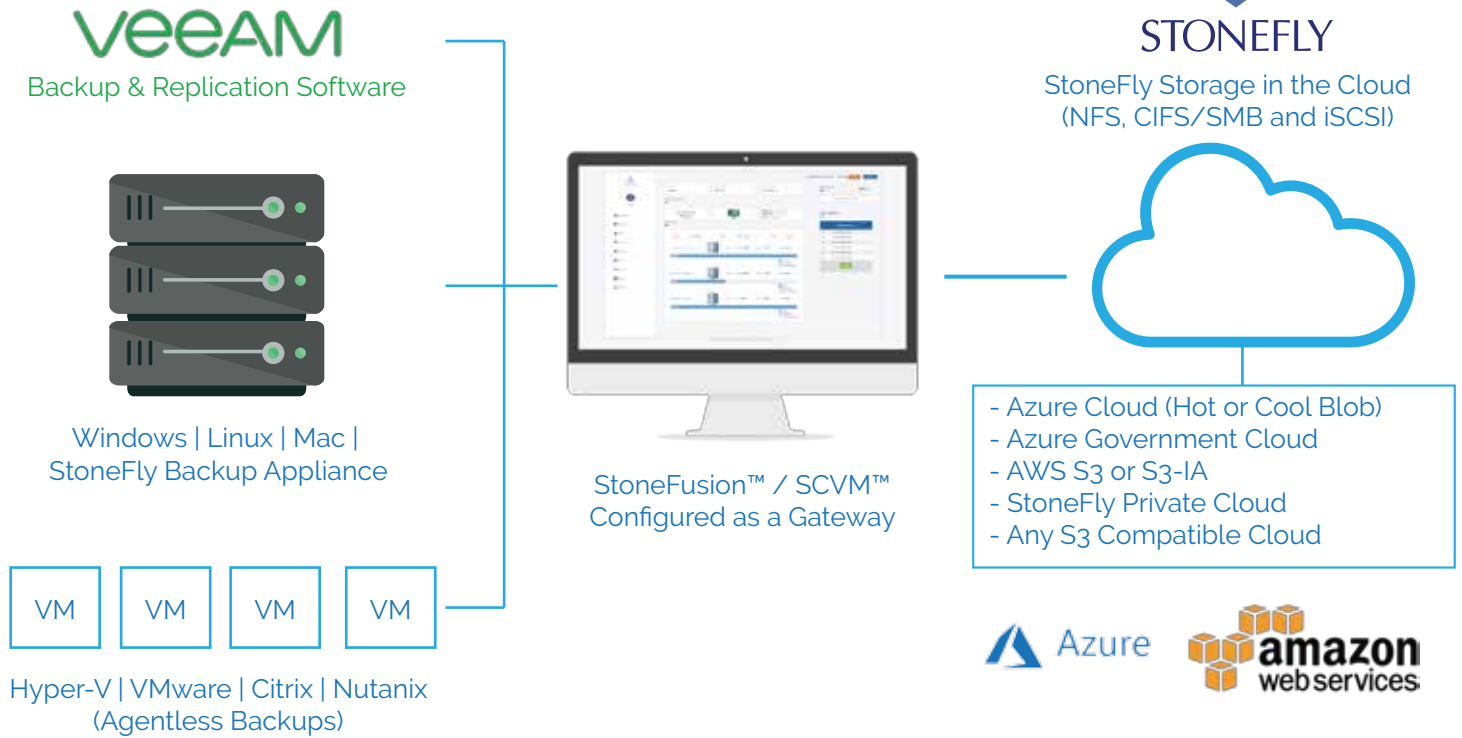 veeAM
Backup & Replication Software
Windows | Linux | Mac |
StoneFly Backup Appliance
VM VM VM VM
Hyper-V | VMware | Citrix | Nutanix
(Agentless Backups)
StoneFusion™ / SCVM™
Configured as a Gateway
STONEFLY
StoneFly Storage in the Cloud
(NFS, CIFS/SMB and iSCSI)
- Azure Cloud (Hot or Cool Blob)
- Azure Government Cloud
- AWS S3 or S3-IA
- StoneFly Private Cloud
- Any S3 Compatible Cloud
Azure
amazon
webservices